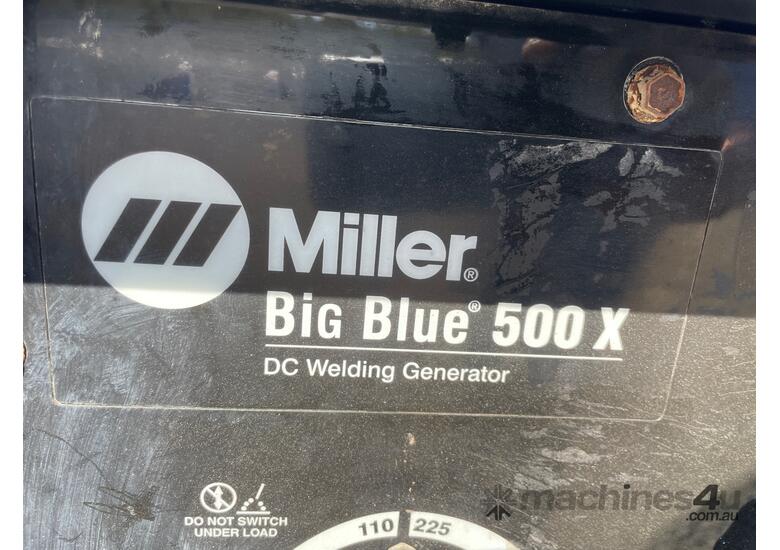 Miller®
Big Blue® 500 X
DC Welding Generator
DO NOT SWITCH
UNDER LOAD
110 225
machines4u
.com.au